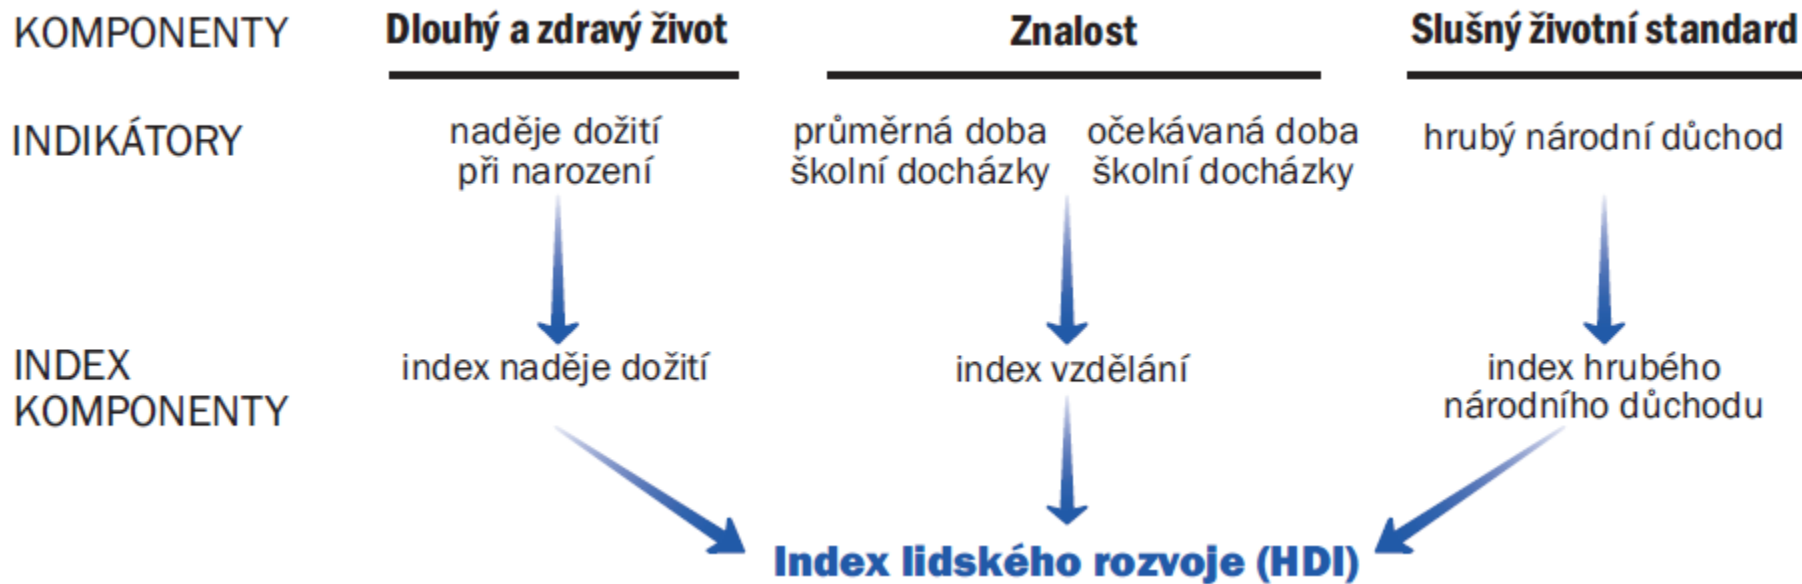 KOMPONENTY Dlouhý a zdravý život Znalost Slušný životní standard
INDIKÁTORY
naděje dožití
při narození
průměrná doba
školní docházky
očekávaná doba
školní docházky
hrubý národní důchod
INDEX
KOMPONENTY
index naděje dožití
index vzdělání
index hrubého
národního důchodu
Index lidského rozvoje (HDI)